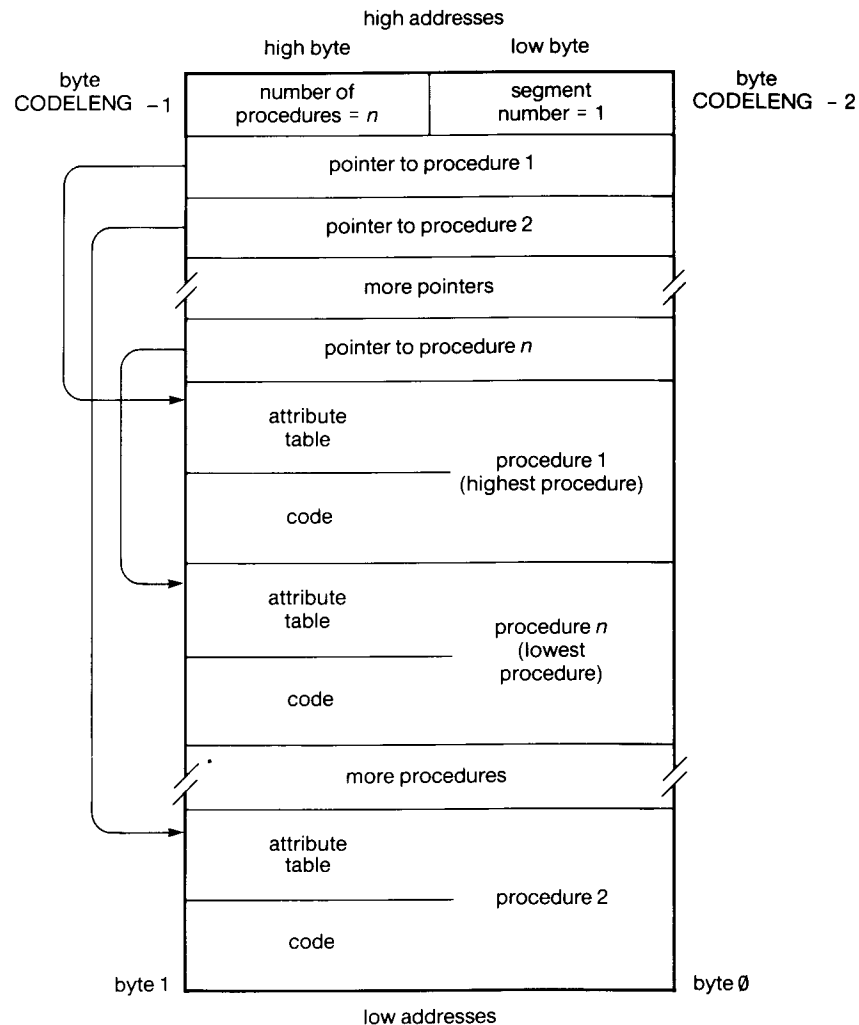 high addresses
high byte low byte
byte
CODELENG - 1
number of
procedures = n
segment
number = 1
byte
CODELENG - 2
pointer to procedure 1
pointer to procedure 2
more pointers
pointer to procedure n
attribute
table
procedure 1
(highest procedure)
code
attribute
table
procedure n
(lowest
procedure)
code
more procedures
attribute
table
procedure 2
code
byte 1
byte 0
low addresses